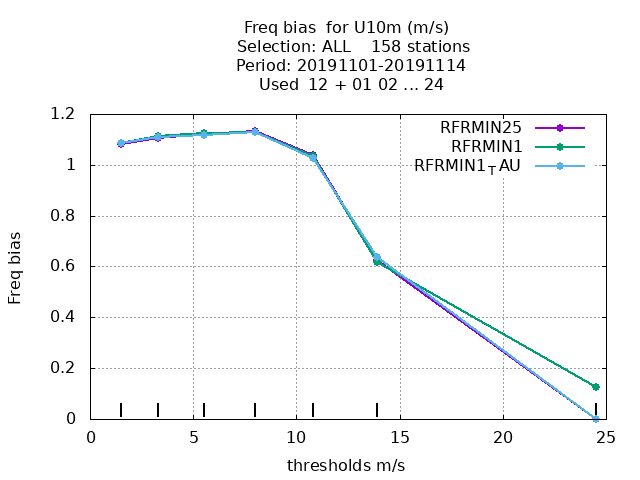 Freq bias  for U10m (m/s)
Selection: ALL    158 stations
Period: 20191101-20191114
Used  12 + 01 02 ... 24
RFRMIN25
RFRMIN1
RFRMIN1TAU
Freq bias
1.2
1
0.8
0.6
0.4
0.2
0
0 5 10 15 20 25
thresholds m/s